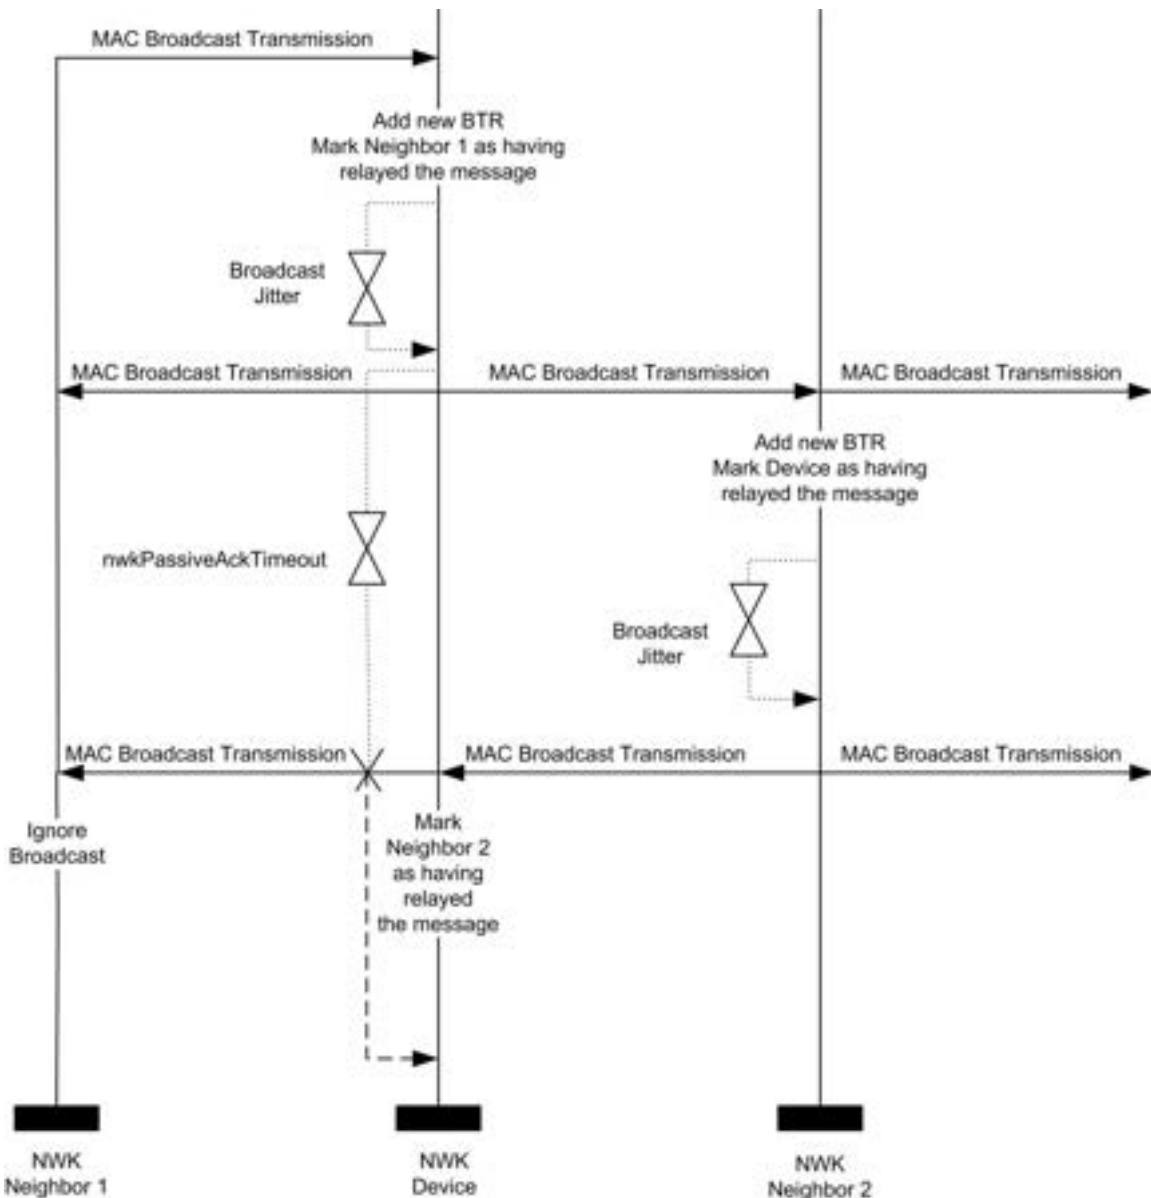 MAC Broadcast Transmission
Add new BTR
Mark Neighbor 1 as having
relayed the message
Broadcast
Jitter
MAC Broadcast Transmission
MAC Broadcast Transmission
MAC Broadcast Transmission
Add new BTR
Mark Device as having
relayed the message
nwkPassiveAckTimeout
Broadcast
Jitter
MAC Broadcast Transmission
MAC Broadcast Transmission
MAC Broadcast Transmission
Ignore
Broadcast
Mark
Neighbor 2
as having
relayed
the message
NWK
Neighbor 1
NWK
Device
NWK
Neighbor 2